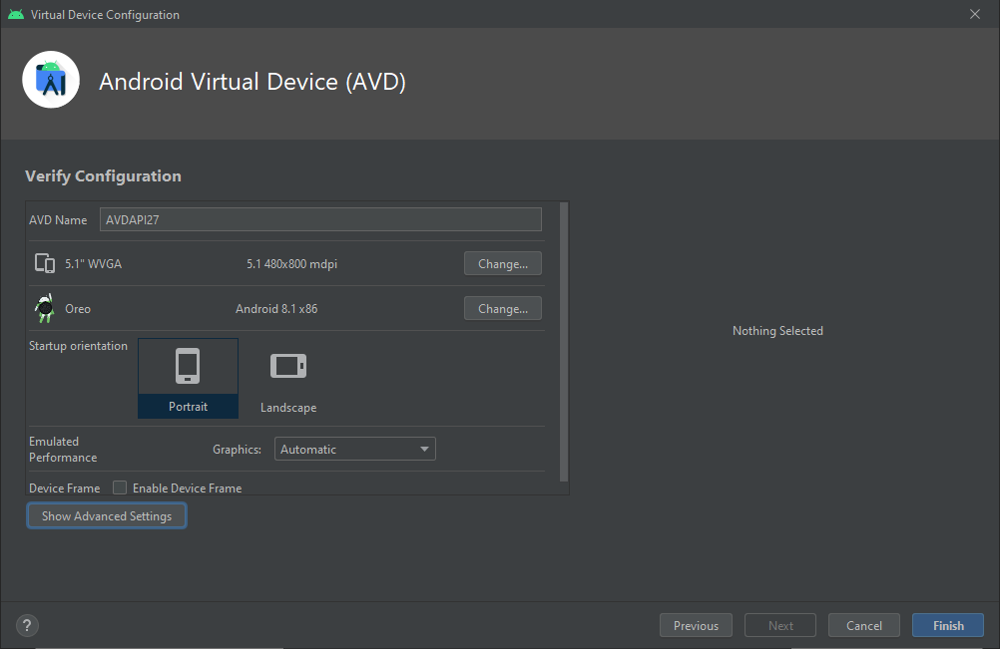 Virtual Device Configuration
Android Virtual Device (AVD)
Verify Configuration
AVD Name AVDAPI27
5.1" WVGA 5.1 480x800 mdpi Change...
Oreo Android 8.1 x86 Change...
Nothing Selected
Startup orientation
Portrait Landscape
Emulated
Performance
Graphics: Automatic
Device Frame Enable Device Frame
Show Advanced Settings
? Previous Next Cancel Finish